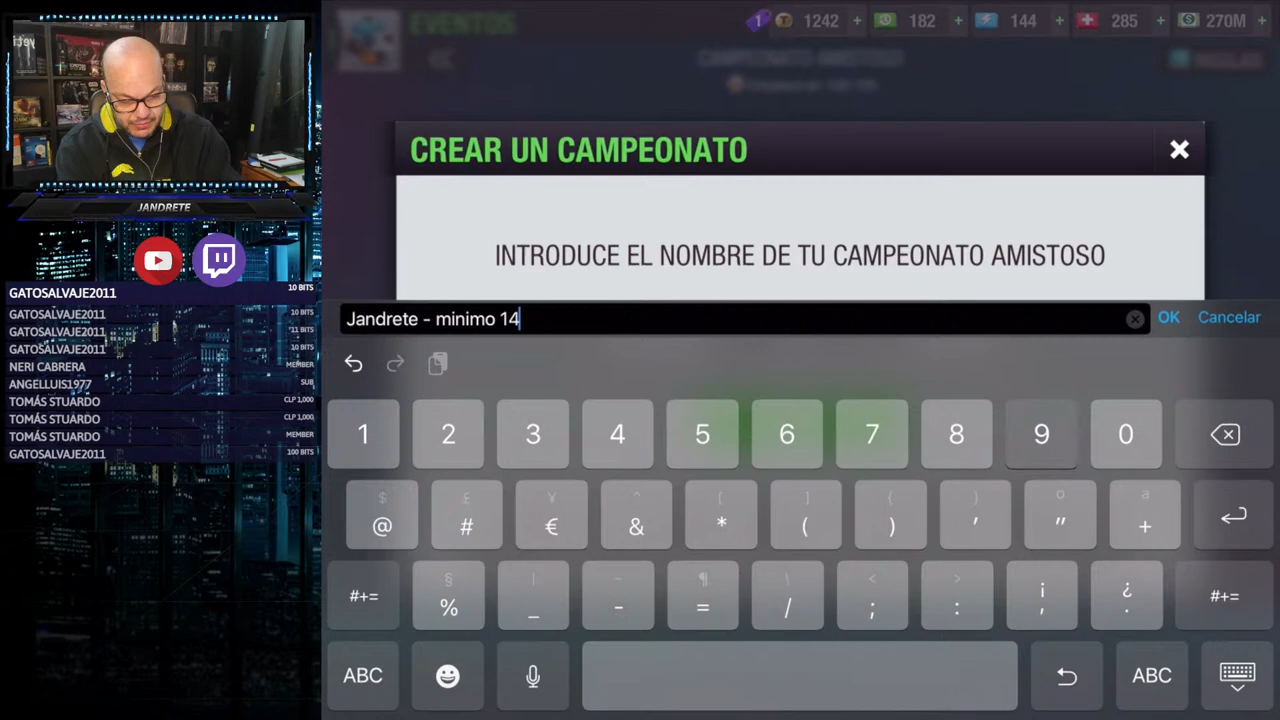 EVENTOS
1
1242 +
182 +
144 +
285 +
270M +
CAMPEONATO AMISTOSO
CREAR UN CAMPEONATO
INTRODUCE EL NOMBRE DE TU CAMPEONATO AMISTOSO
JANDRETE
GATOSALVAJE2011 10 BITS
GATOSALVAJE2011 10 BITS
GATOSALVAJE2011 11 BITS
GATOSALVAJE2011 10 BITS
NERI CABRERA MEMBER
ANGELLUIS1977 SUB
TOMÁS STUARDO CLP 1,000
TOMÁS STUARDO CLP 1,000
TOMÁS STUARDO MEMBER
GATOSALVAJE2011 100 BITS
Jandrete - minimo 14
OK Cancelar
1 2 3 4 5 6 7 8 9 0
$ £ ¥ ^ [ ] { } º ª
@ # € & * ( ) ' " +
§ | ~ ¶ \ < > ¡ ¿
#+= % _ - = / ; : , . #+=
ABC ABC